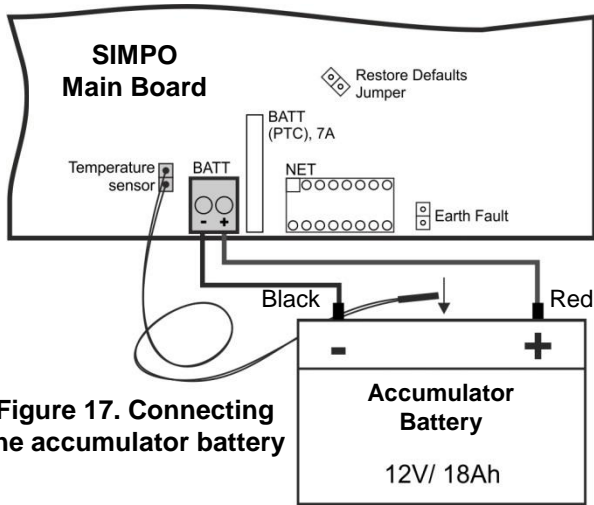 SIMPO
Main Board
Restore Defaults
Jumper
BATT
(PTC), 7A
Temperature
sensor
BATT
NET
- +
Earth Fault
Black
Red
- +
Accumulator
Battery
12V/ 18Ah
Figure 17. Connecting
he accumulator battery